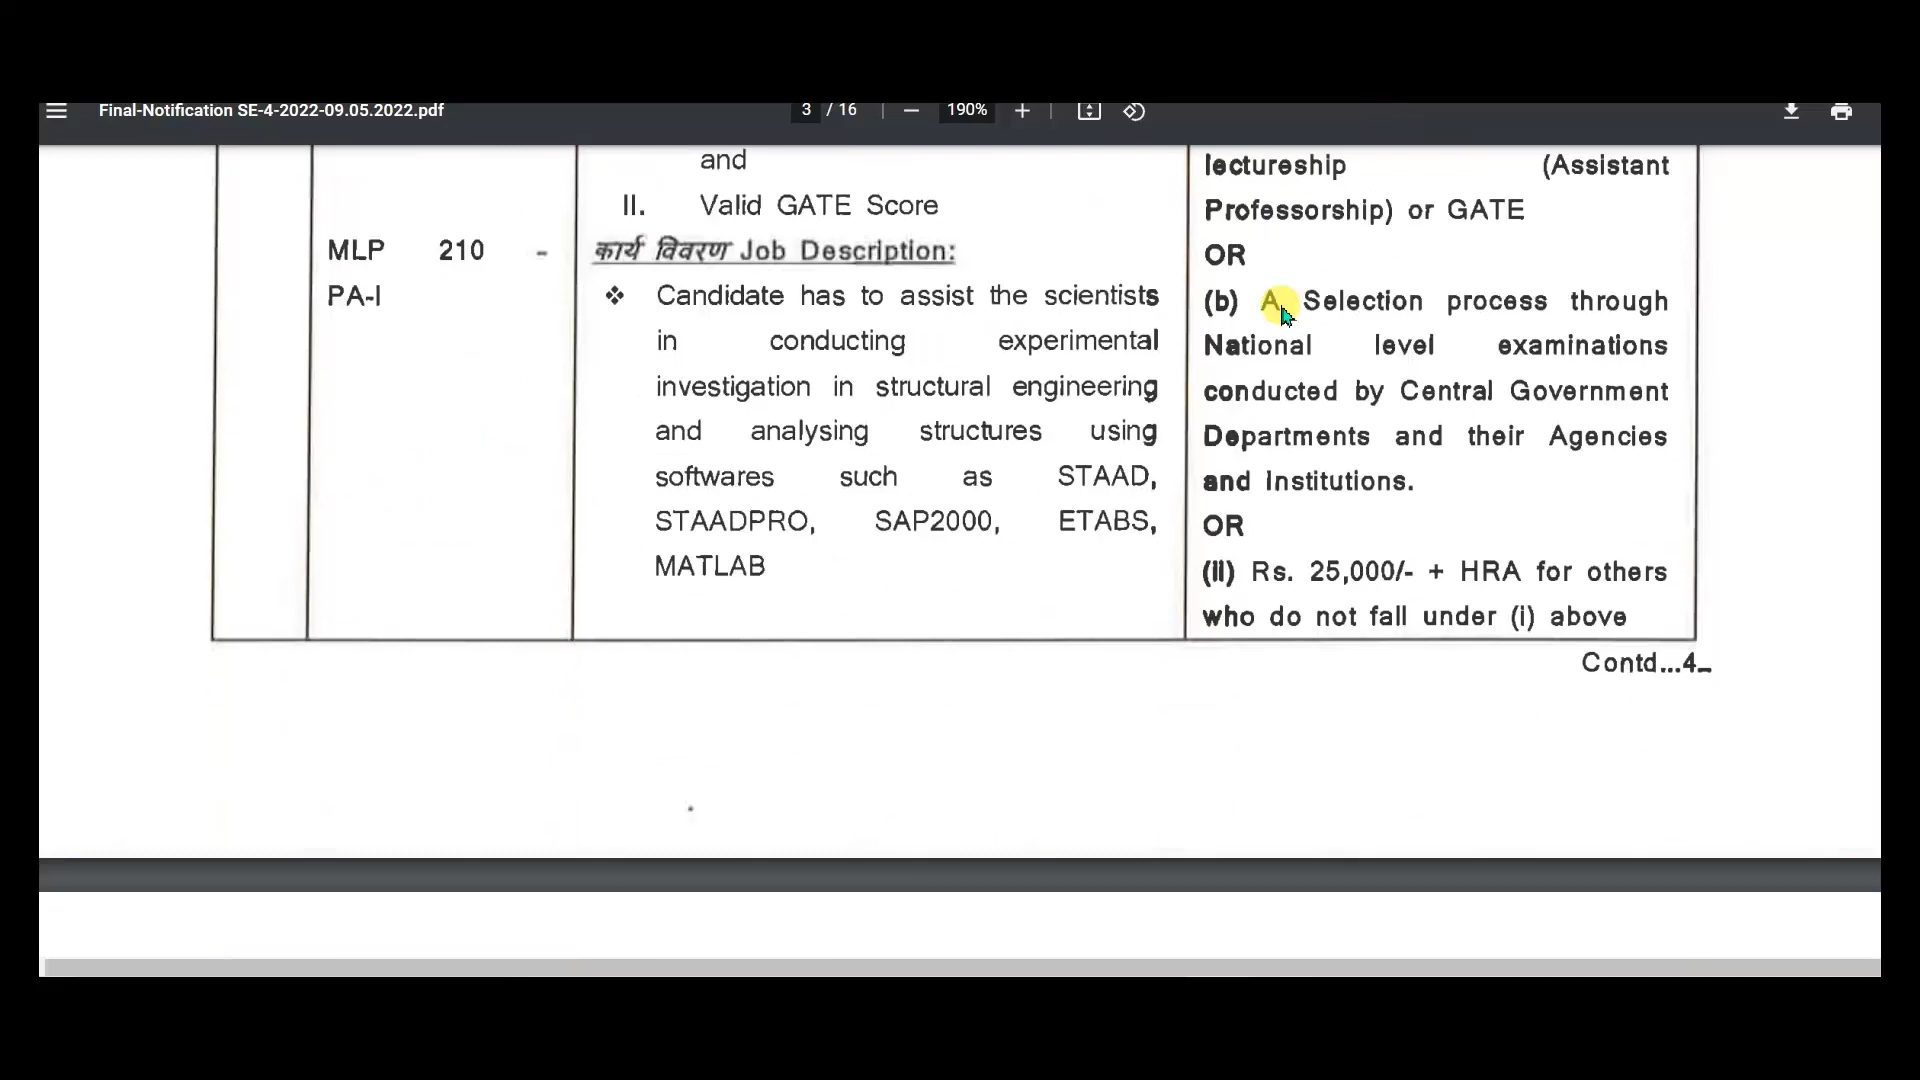 Final-Notification SE-4-2022-09.05.2022.pdf
3 / 16
190%
MLP 210 -
PA-I
and
II. Valid GATE Score
कार्य विवरण Job Description:
❖ Candidate has to assist the scientists
in conducting experimental
investigation in structural engineering
and analysing structures using
softwares such as STAAD,
STAADPRO, SAP2000, ETABS,
MATLAB
lectureship (Assistant
Professorship) or GATE
OR
(b) A Selection process through
National level examinations
conducted by Central Government
Departments and their Agencies
and Institutions.
OR
(ii) Rs. 25,000/- + HRA for others
who do not fall under (i) above
Contd...4_